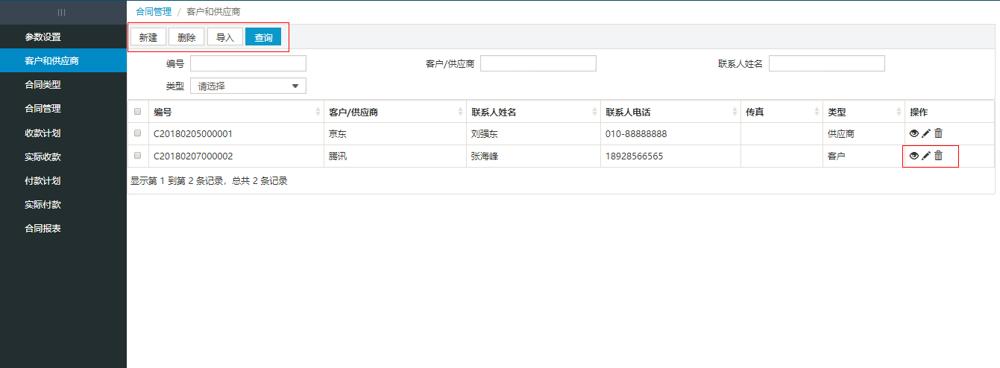 合同管理 / 客户和供应商
参数设置
客户和供应商
合同类型
合同管理
收款计划
实际收款
付款计划
实际付款
合同报表
新建 删除 导入 查询
编号 客户/供应商 联系人姓名
类型 请选择
编号 客户/供应商 联系人姓名 联系人电话 传真 类型 操作
C20180205000001 京东 刘强东 010-88888888 供应商
C20180207000002 腾讯 张海峰 18928566565 客户
显示第 1 到第 2 条记录，总共 2 条记录